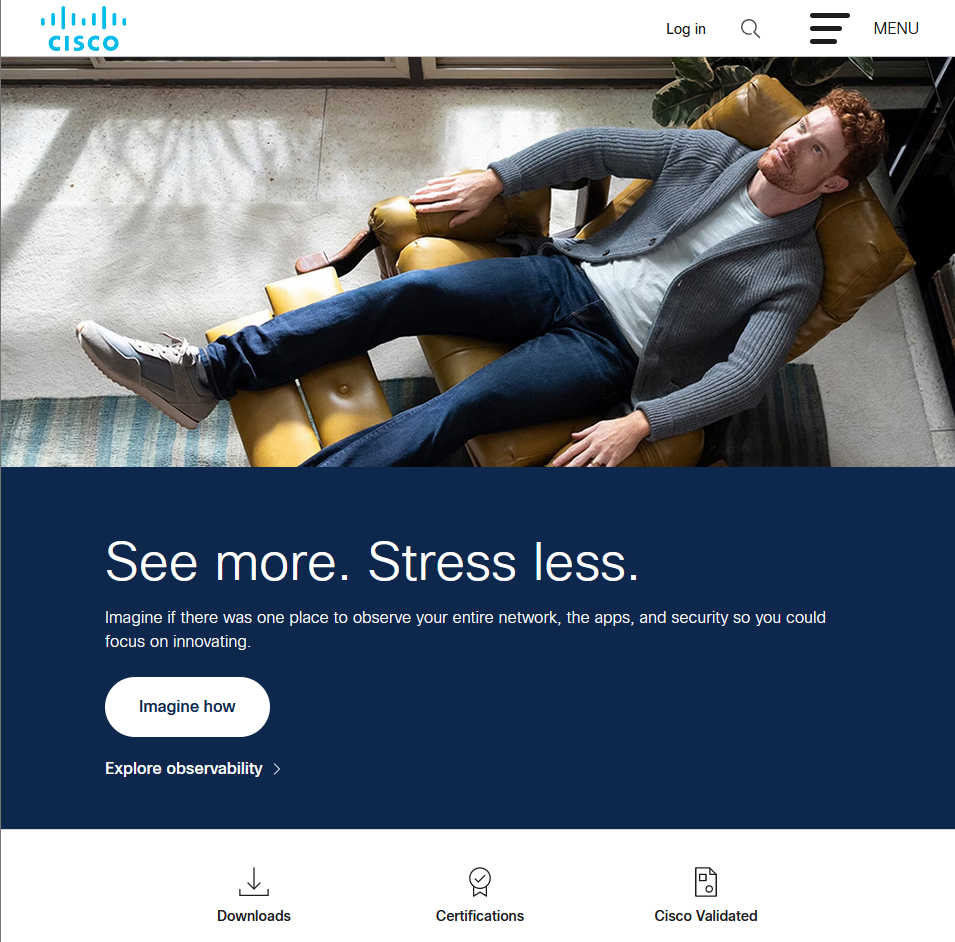 CISCO
Log in
MENU
See more. Stress less.
Imagine if there was one place to observe your entire network, the apps, and security so you could
focus on innovating.
Imagine how
Explore observability
Downloads
Certifications
Cisco Validated